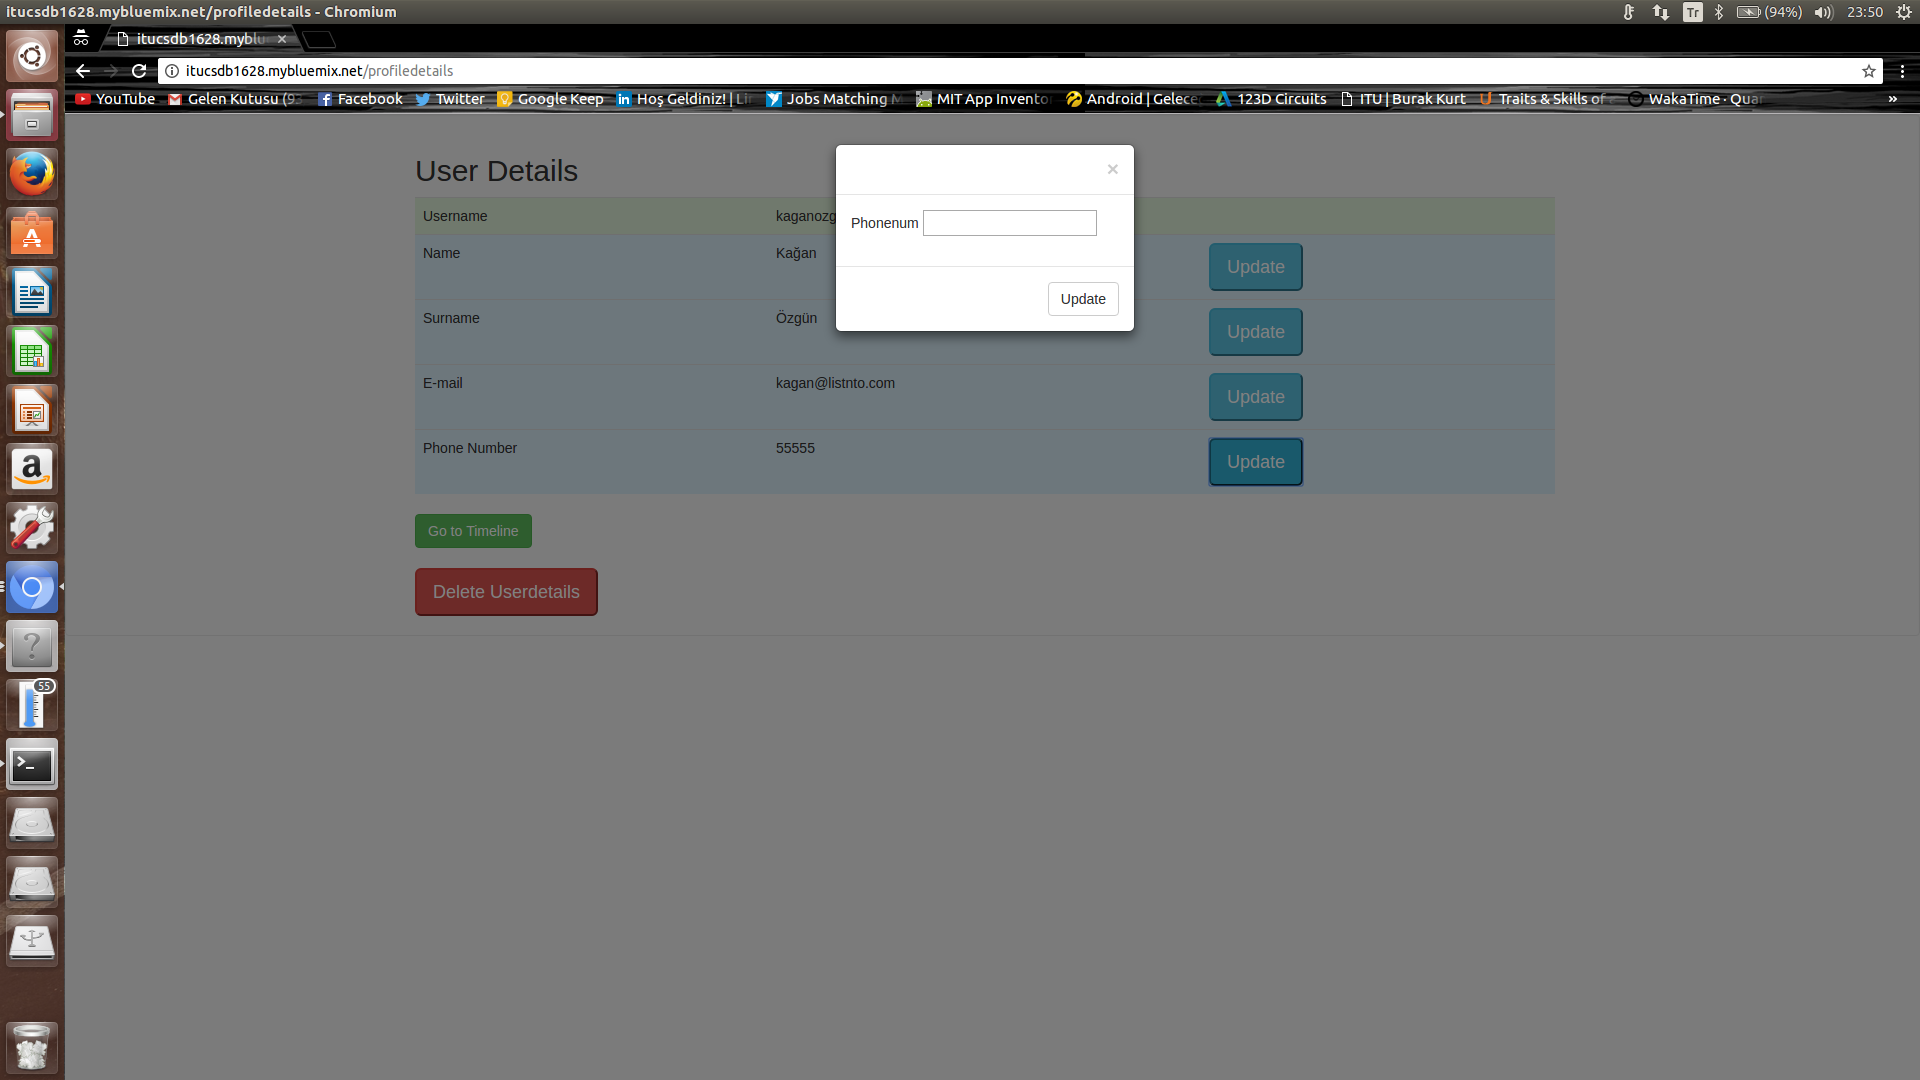 itucsdb1628.mybluemix.net/profiledetails - Chromium
Tr (94%) 23:50
itucsdb1628.myblu
itucsdb1628.mybluemix.net/profiledetails
YouTube Gelen Kutusu (9 Facebook Twitter Google Keep Hoş Geldiniz! | Li Jobs Matching MIT App Invento Android | Gelece 123D Circuits ITU | Burak Kurt Traits & Skills of WakaTime · Qua »
User Details
×
Username kaganozg
Phonenum
Name Kağan Update
Update
Surname Özgün Update
E-mail kagan@listnto.com Update
Phone Number 55555 Update
Go to Timeline
Delete Userdetails
55